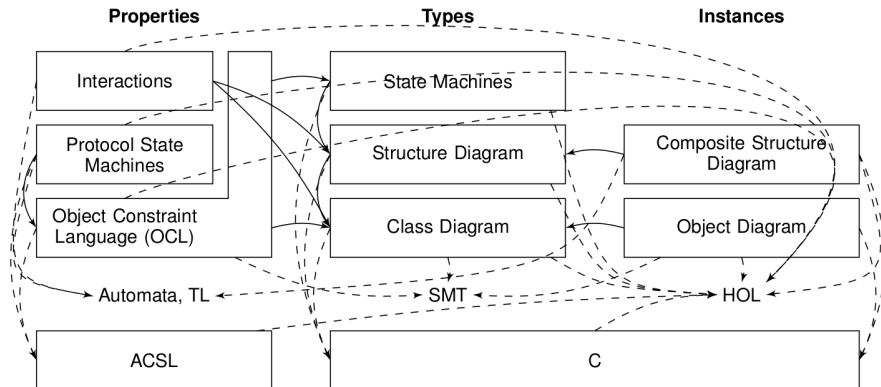 Properties Types Instances
Interactions State Machines
Protocol State
Machines
Structure Diagram
Composite Structure
Diagram
Object Constraint
Language (OCL)
Class Diagram
Object Diagram
Automata, TL SMT HOL
ACSL C